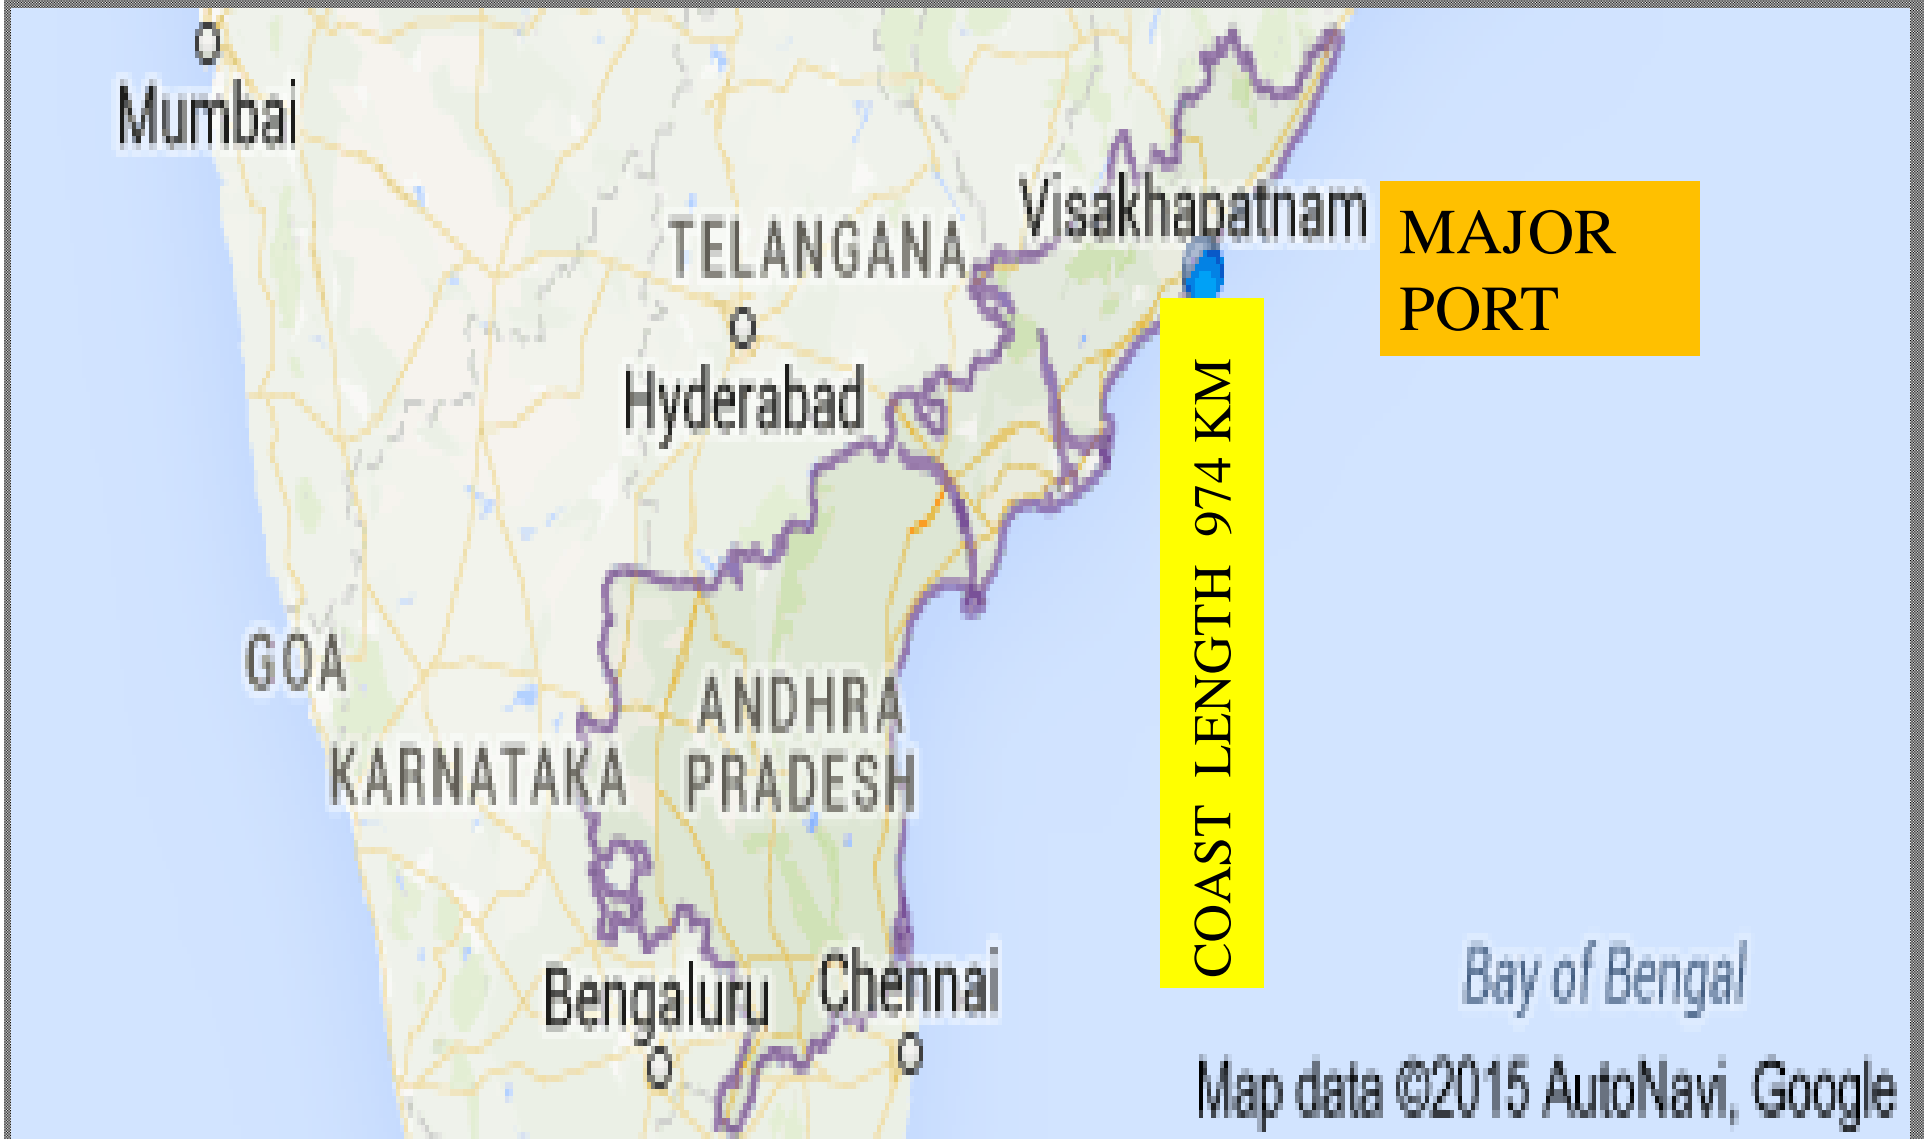 Mumbai
Visakhapatnam
MAJOR
PORT
TELANGANA
Hyderabad
COAST LENGTH 974 KM
GOA
ANDHRA
PRADESH
KARNATAKA
Bengaluru
Chennai
Bay of Bengal
Map data ©2015 AutoNavi, Google